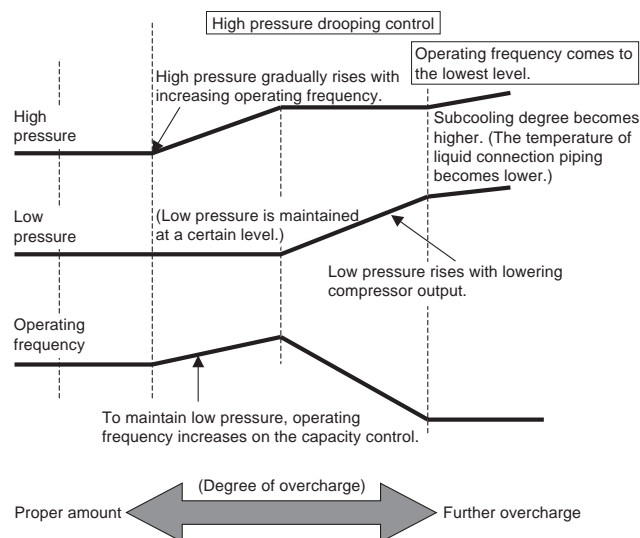 High pressure drooping control
Operating frequency comes to
the lowest level.
High pressure gradually rises with
increasing operating frequency.
High
pressure
Subcooling degree becomes
higher. (The temperature of
liquid connection piping
becomes lower.)
Low
pressure
(Low pressure is maintained
at a certain level.)
Low pressure rises with lowering
compressor output.
Operating
frequency
To maintain low pressure, operating
frequency increases on the capacity control.
(Degree of overcharge)
Proper amount
Further overcharge